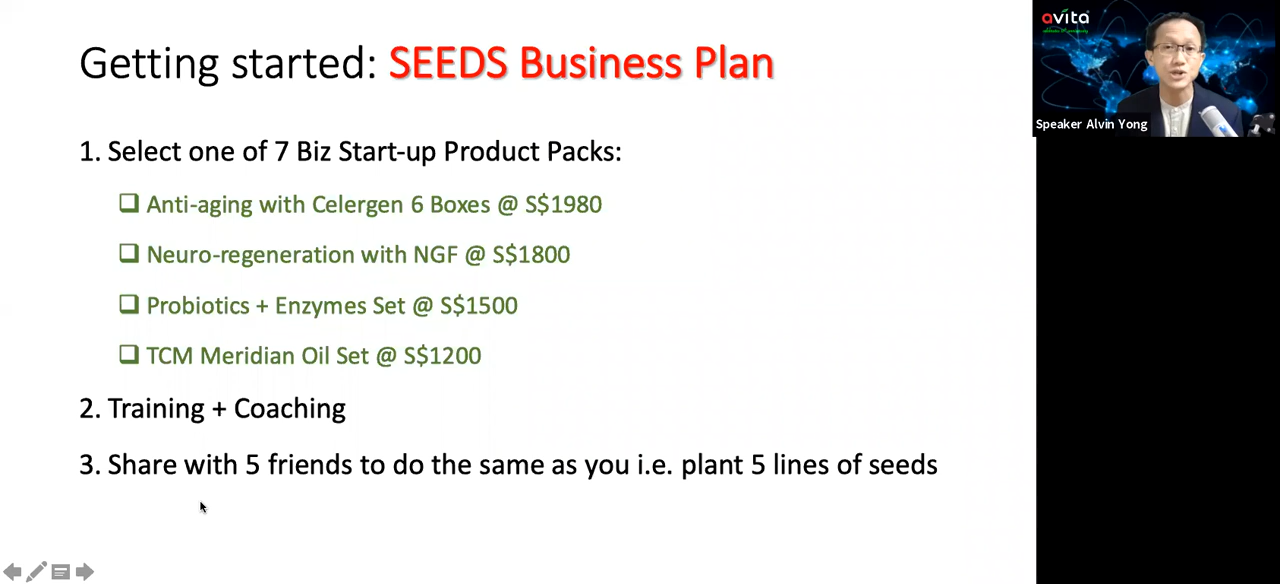 Getting started: SEEDS Business Plan
1. Select one of 7 Biz Start-up Product Packs:
Anti-aging with Celergen 6 Boxes @ S$1980
Neuro-regeneration with NGF @ S$1800
Probiotics + Enzymes Set @ S$1500
TCM Meridian Oil Set @ S$1200
2. Training + Coaching
3. Share with 5 friends to do the same as you i.e. plant 5 lines of seeds
avita
Speaker Alvin Yong